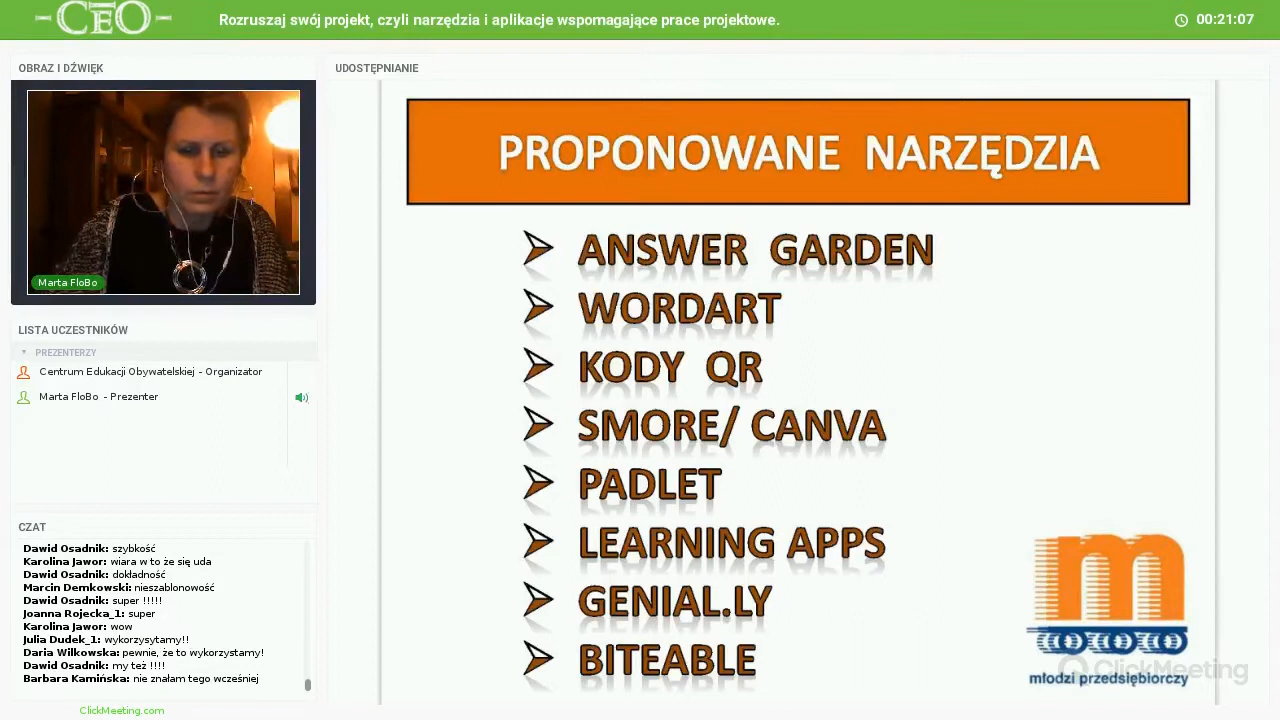 CEO
Rozruszaj swój projekt, czyli narzędzia i aplikacje wspomagające prace projektowe.
00:21:07
OBRAZ I DŹWIĘK
Marta FloBo
LISTA UCZESTNIKÓW
PREZENTERZY
Centrum Edukacji Obywatelskiej - Organizator
Marta FloBo - Prezenter
CZAT
Dawid Osadnik: szybkość
Karolina Jawor: wiara w to że się uda
Dawid Osadnik: dokładność
Marcin Demkowski: nieszablonowość
Dawid Osadnik: super !!!!!
Joanna Rojecka_1: super
Karolina Jawor: wow
Julia Dudek_1: wykorzysytamy!!
Daria Wilkowska: pewnie, że to wykorzystamy!
Dawid Osadnik: my też !!!!
Barbara Kamińska: nie znałam tego wcześniej
ClickMeeting.com
UDOSTĘPNIANIE
PROPONOWANE NARZĘDZIA
ANSWER GARDEN
WORDART
KODY QR
SMORE/ CANVA
PADLET
LEARNING APPS
GENIAL.LY
BITEABLE
m
młodzi przedsiębiorczy
ClickMeeting